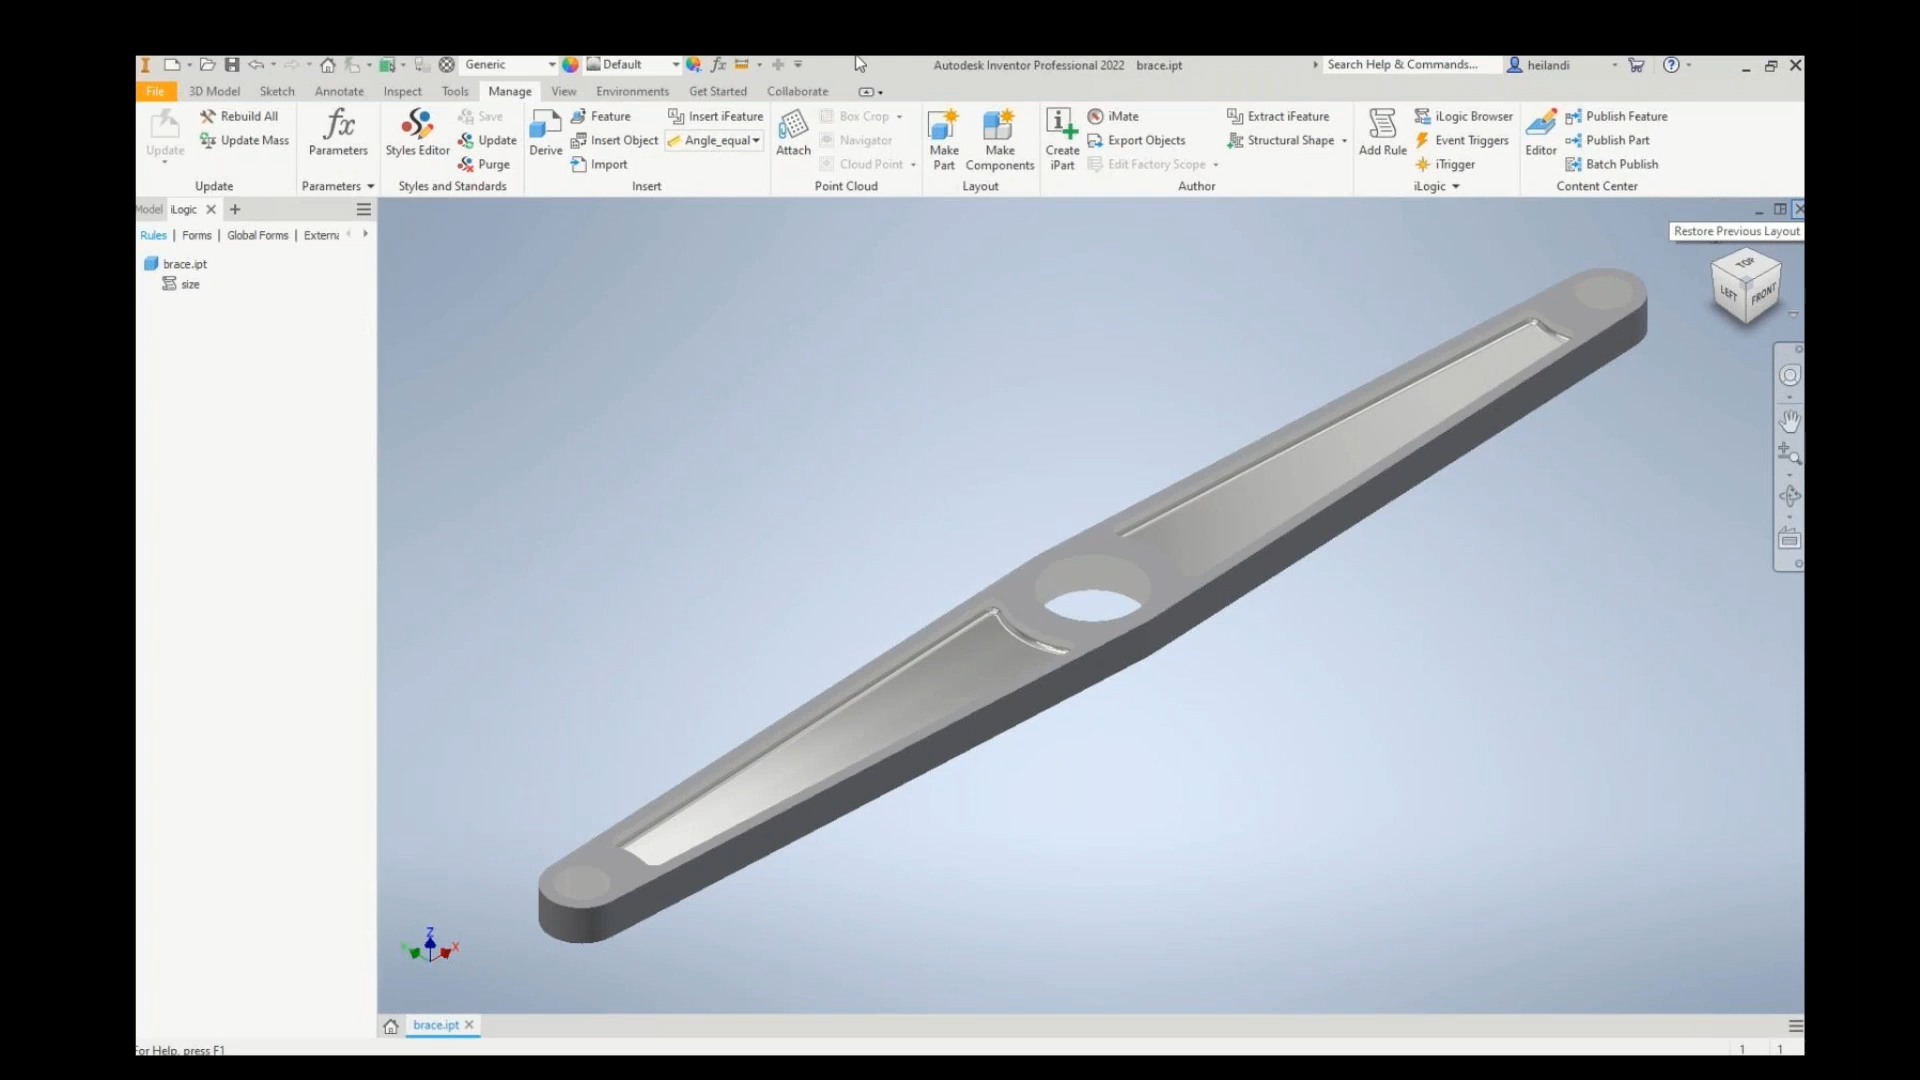 Generic
Default
fx
Autodesk Inventor Professional 2022 brace.ipt
Search Help & Commands...
heilandi
File 3D Model Sketch Annotate Inspect Tools Manage View Environments Get Started Collaborate
Update
Rebuild All
Update Mass
Update
fx
Parameters
Parameters
Styles Editor
Save
Update
Purge
Styles and Standards
Derive
Feature
Insert Object
Import
Insert iFeature
Angle_equal
Insert
Attach
Box Crop
Navigator
Cloud Point
Point Cloud
Make Part
Make Components
Layout
Create iPart
iMate
Export Objects
Edit Factory Scope
Extract iFeature
Structural Shape
Author
Add Rule
iLogic Browser
Event Triggers
iTrigger
iLogic
Editor
Publish Feature
Publish Part
Batch Publish
Content Center
Model iLogic
Rules | Forms | Global Forms | Externa
brace.ipt
size
Restore Previous Layout
TOP
LEFT FRONT
Z
X
brace.ipt
For Help, press F1
1 1